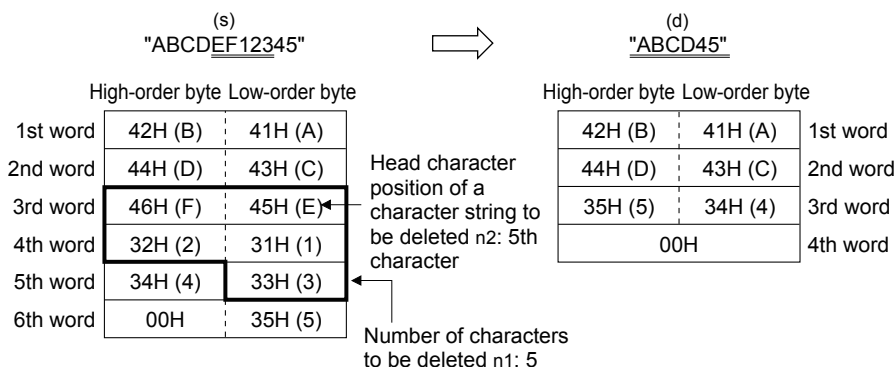 (s)
"ABCDEF12345"
(d)
"ABCD45"
High-order byte Low-order byte
1st word 42H (B) 41H (A)
2nd word 44H (D) 43H (C)
3rd word 46H (F) 45H (E)
4th word 32H (2) 31H (1)
5th word 34H (4) 33H (3)
6th word 00H 35H (5)
Head character
position of a
character string to
be deleted n2: 5th
character
Number of characters
to be deleted n1: 5
High-order byte Low-order byte
42H (B) 41H (A) 1st word
44H (D) 43H (C) 2nd word
35H (5) 34H (4) 3rd word
00H 4th word